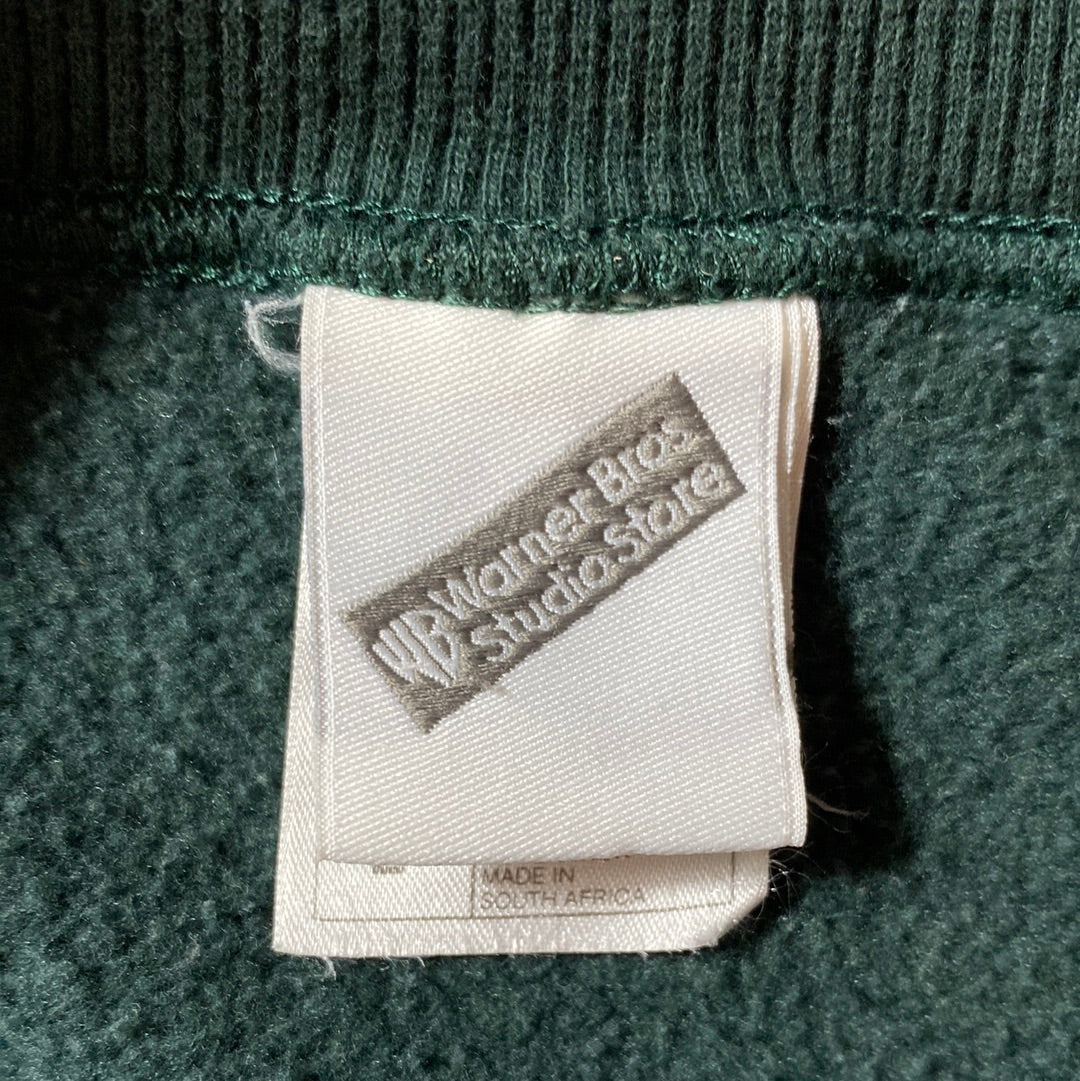 WB Warner Bros.
Studio Store
MADE IN
SOUTH AFRICA